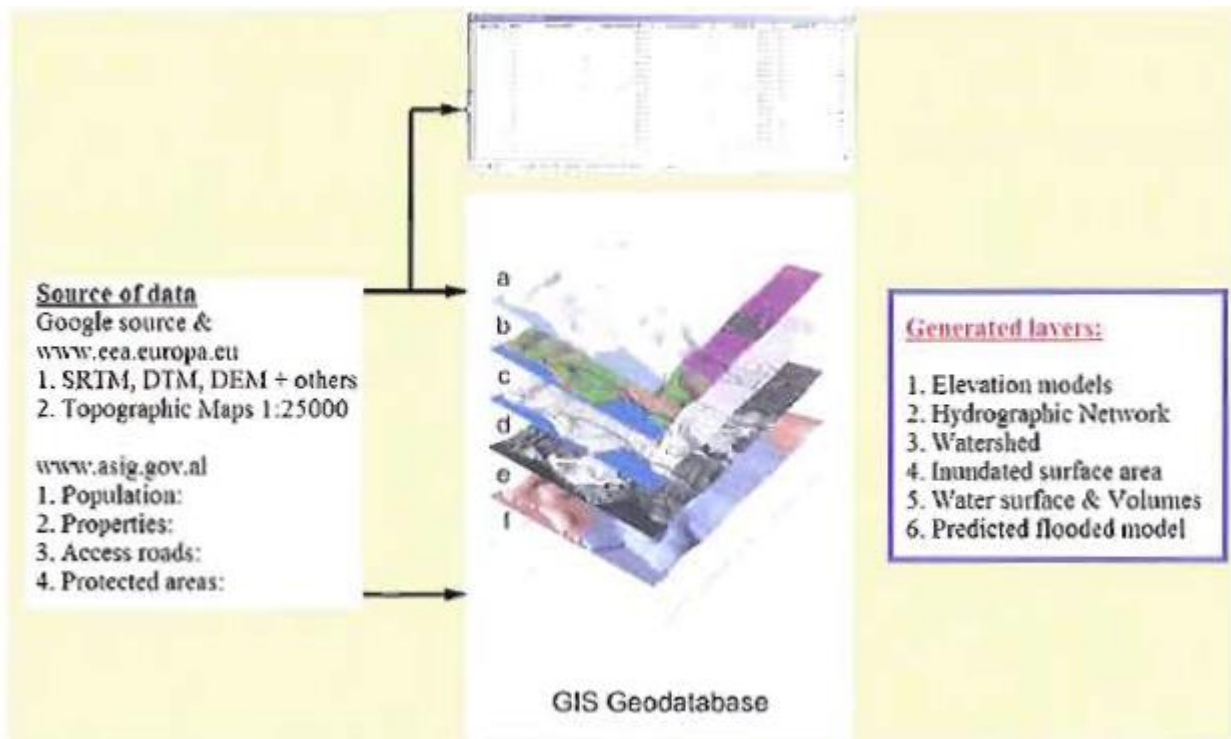 Source of data
Google source &
www.eea.europa.eu
1. SRTM, DTM, DEM + others
2. Topographic Maps 1:25000
www.asig.gov.al
1. Population:
2. Properties:
3. Access roads:
4. Protected areas:
a
b
c
d
e
f
GIS Geodatabase
Generated layers:
1. Elevation models
2. Hydrographic Network
3. Watershed
4. Inundated surface area
5. Water surface & Volumes
6. Predicted flooded model